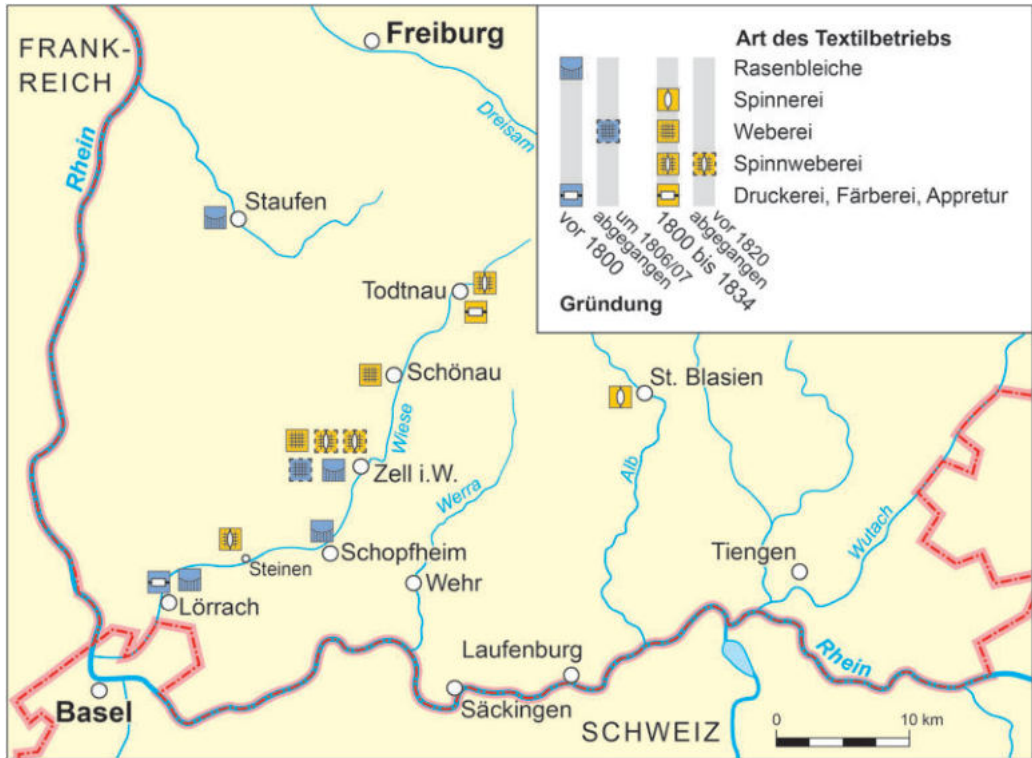 FRANK-
REICH
Freiburg
Rhein
Dreisam
Staufen
Todtnau
Schönau
St. Blasien
Wiese
Zell i.W.
Werra
Alb
Wutach
Steinen
Schopfheim
Tiengen
Wehr
Lörrach
Laufenburg
Rhein
Basel
Säckingen
SCHWEIZ
0 10 km
Art des Textilbetriebs
Rasenbleiche
Spinnerei
Weberei
Spinnweberei
Druckerei, Färberei, Appretur
vor 1800
um 1806/07
abgegangen
1800 bis 1834
vor 1820
abgegangen
Gründung